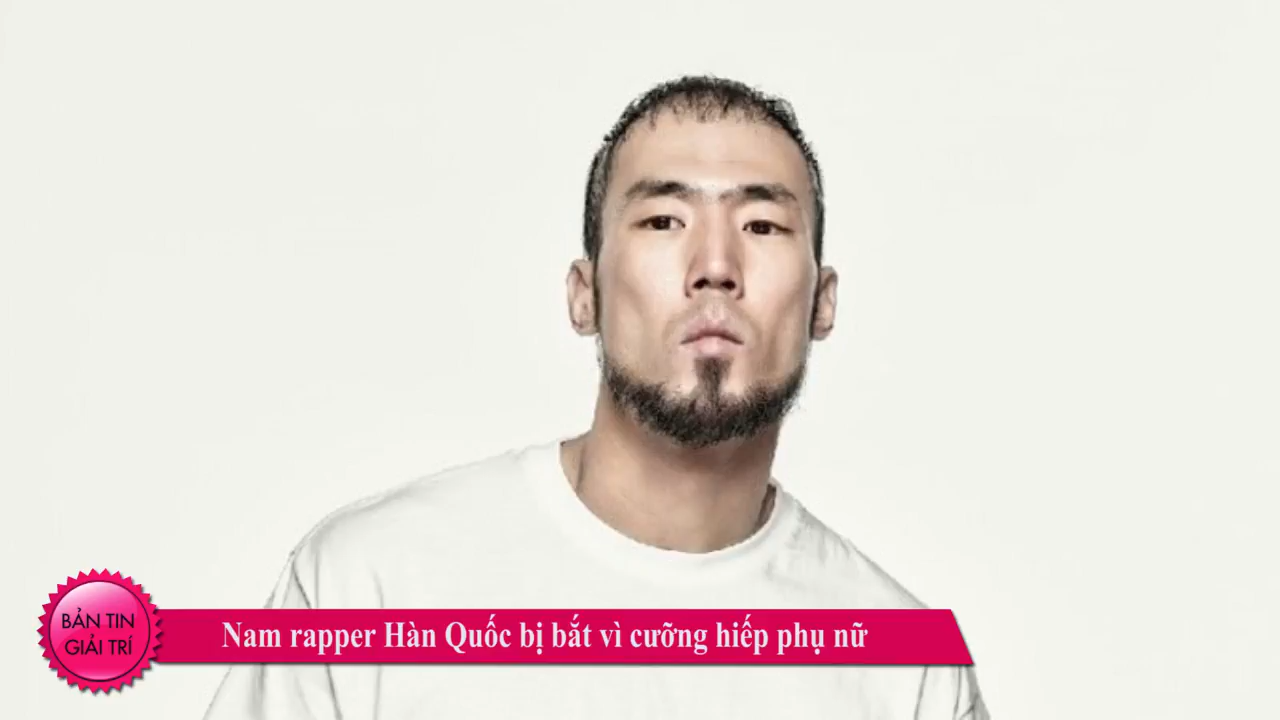 BẢN TIN
GIẢI TRÍ
Nam rapper Hàn Quốc bị bắt vì cưỡng hiếp phụ nữ